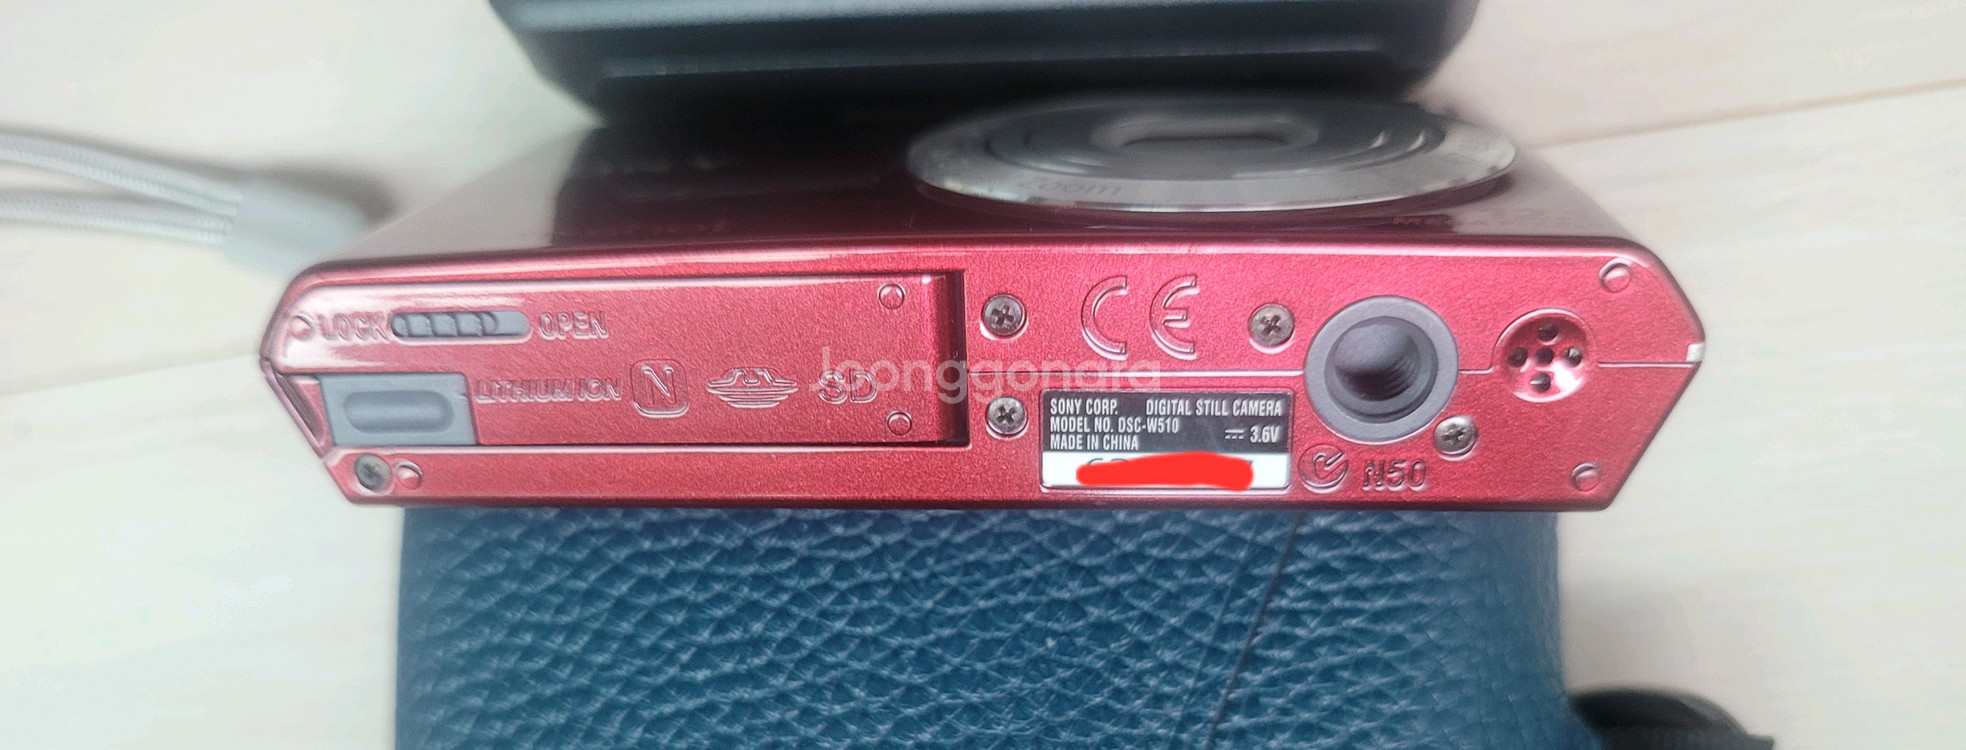 zoom
LOCK OPEN
LITHIUM ION N SD
CE
Joonggonara
SONY CORP. DIGITAL STILL CAMERA
MODEL NO. DSC-W510 3.6V
MADE IN CHINA
N50